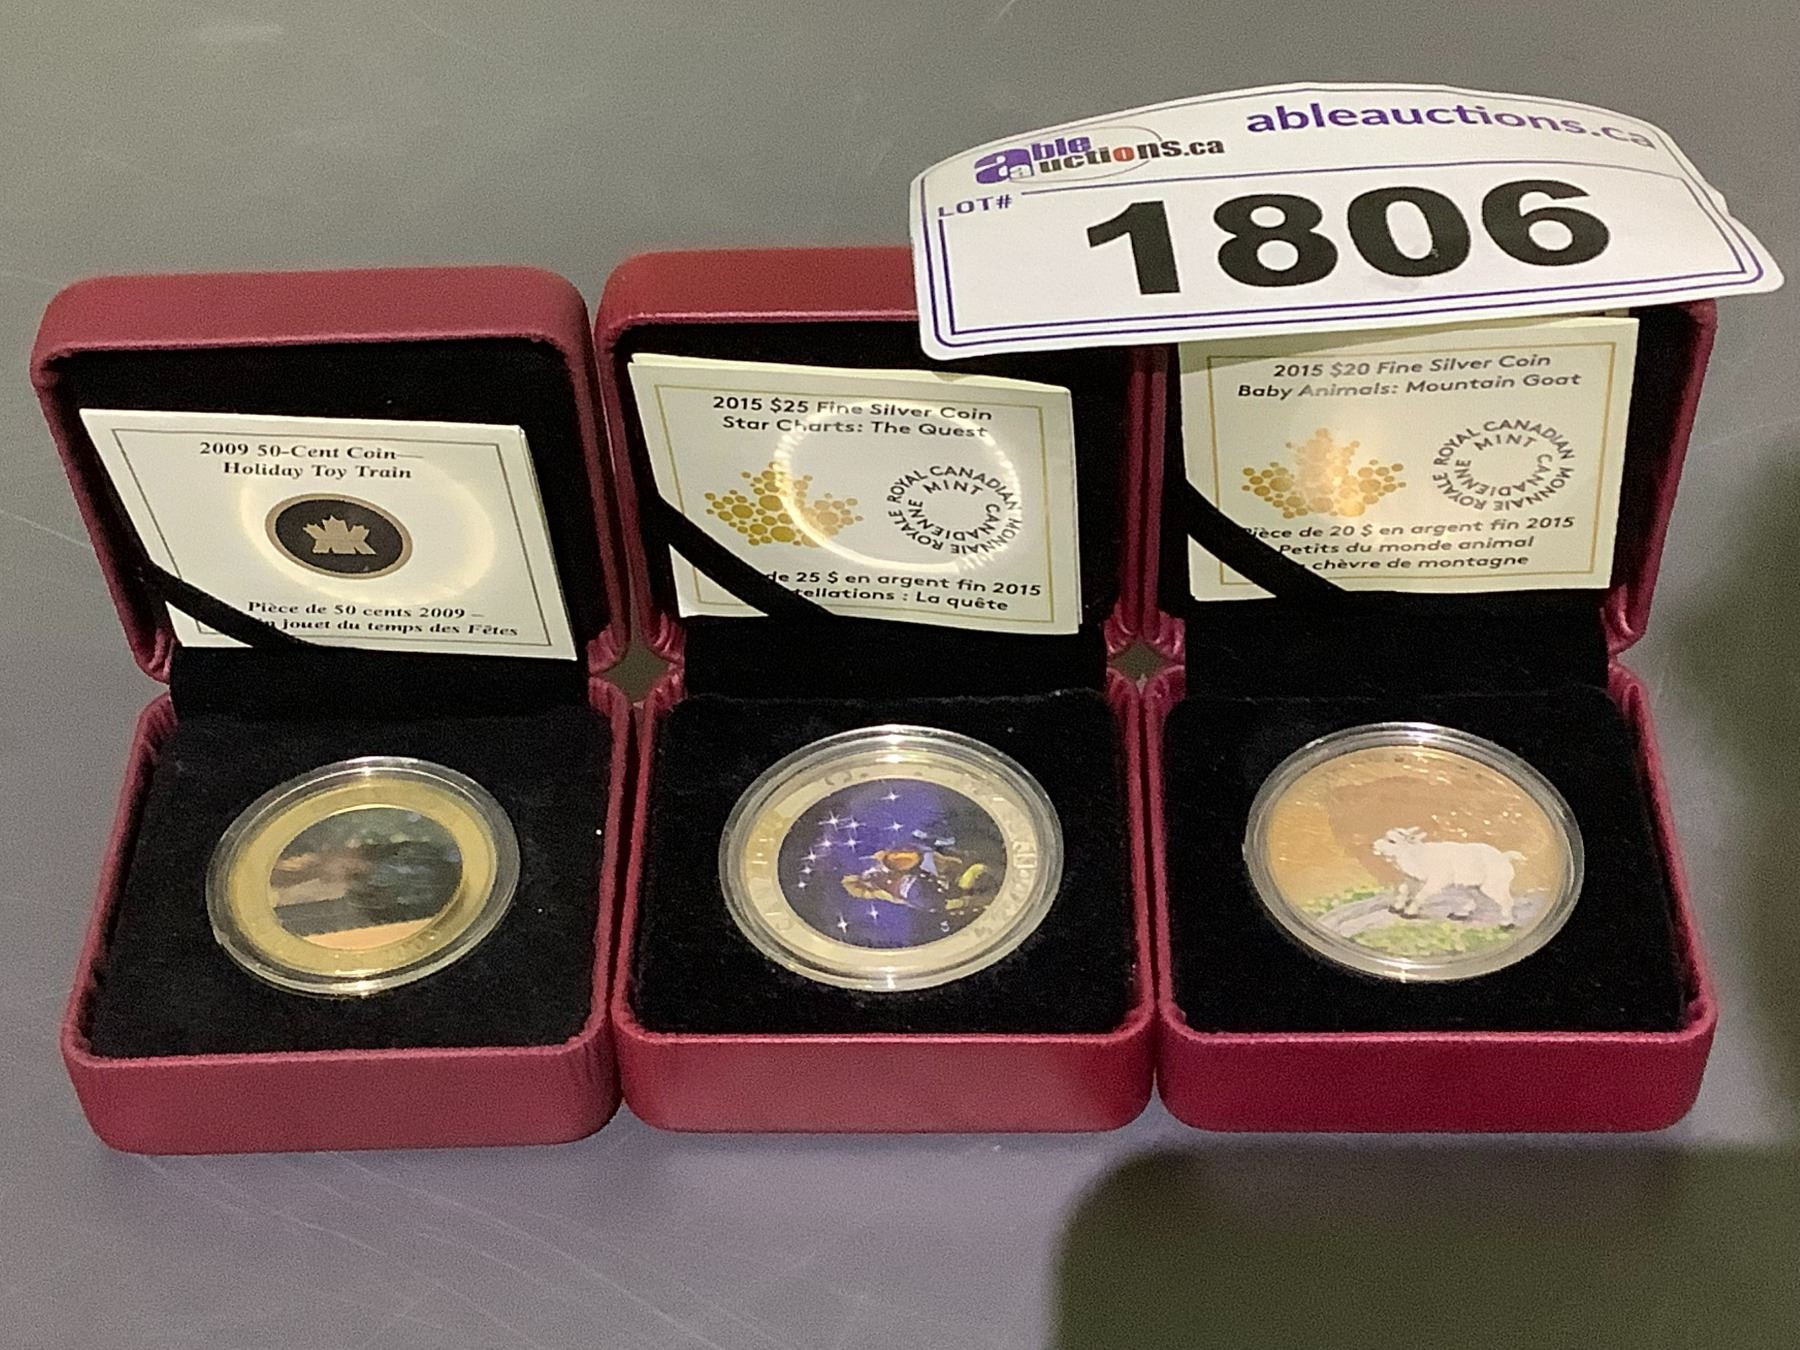 able auctions.ca
ableauctions.ca
LOT#
1806
2009 50-Cent Coin—
Holiday Toy Train
Pièce de 50 cents 2009 –
jouet du temps des Fêtes
2015 $25 Fine Silver Coin
Star Charts: The Quest
ROYAL CANADIAN MINT
MONNAIE ROYALE CANADIENNE
de 25 $ en argent fin 2015
: La quête
2015 $20 Fine Silver Coin
Baby Animals: Mountain Goat
ROYAL CANADIAN MINT
MONNAIE ROYALE CANADIENNE
de 20 $ en argent fin 2015
Petits du monde animal
chèvre de montagne